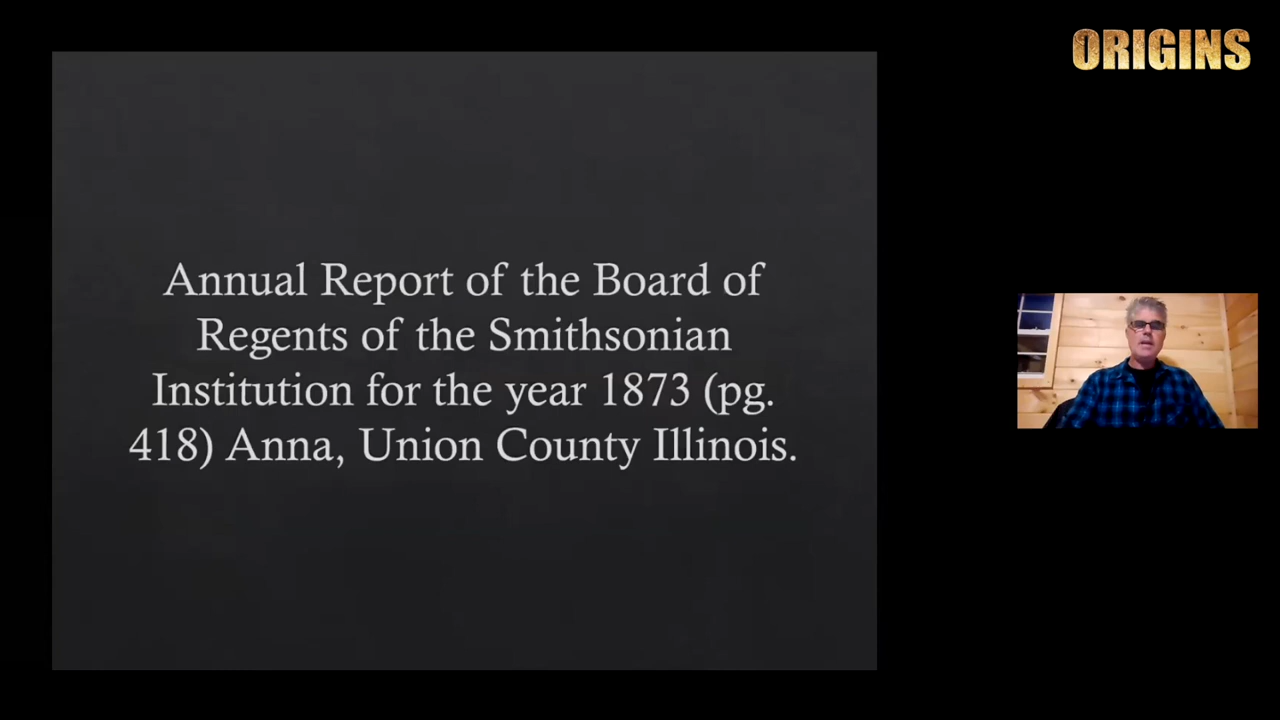 ORIGINS
Annual Report of the Board of
Regents of the Smithsonian
Institution for the year 1873 (pg.
418) Anna, Union County Illinois.